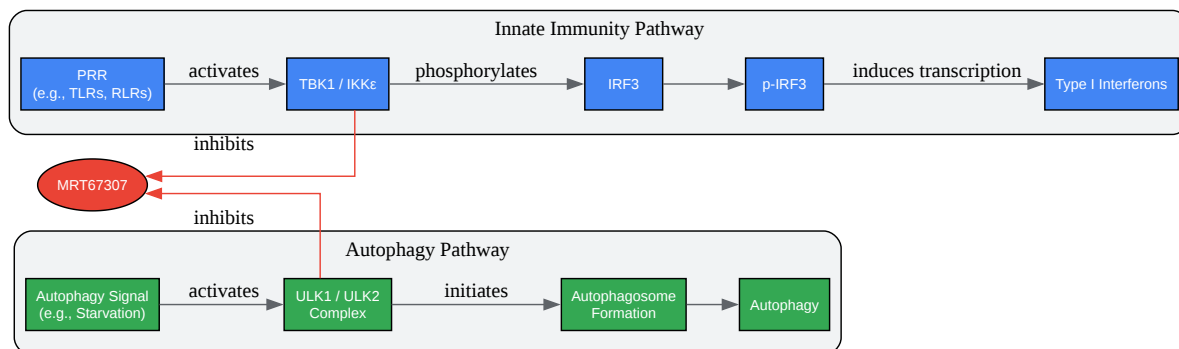 Innate Immunity Pathway
PRR
(e.g., TLRs, RLRs)
activates
TBK1 / IKKε
phosphorylates
IRF3
p-IRF3
induces transcription
Type I Interferons
inhibits
MRT67307
inhibits
Autophagy Pathway
Autophagy Signal
(e.g., Starvation)
activates
ULK1 / ULK2
Complex
initiates
Autophagosome
Formation
Autophagy